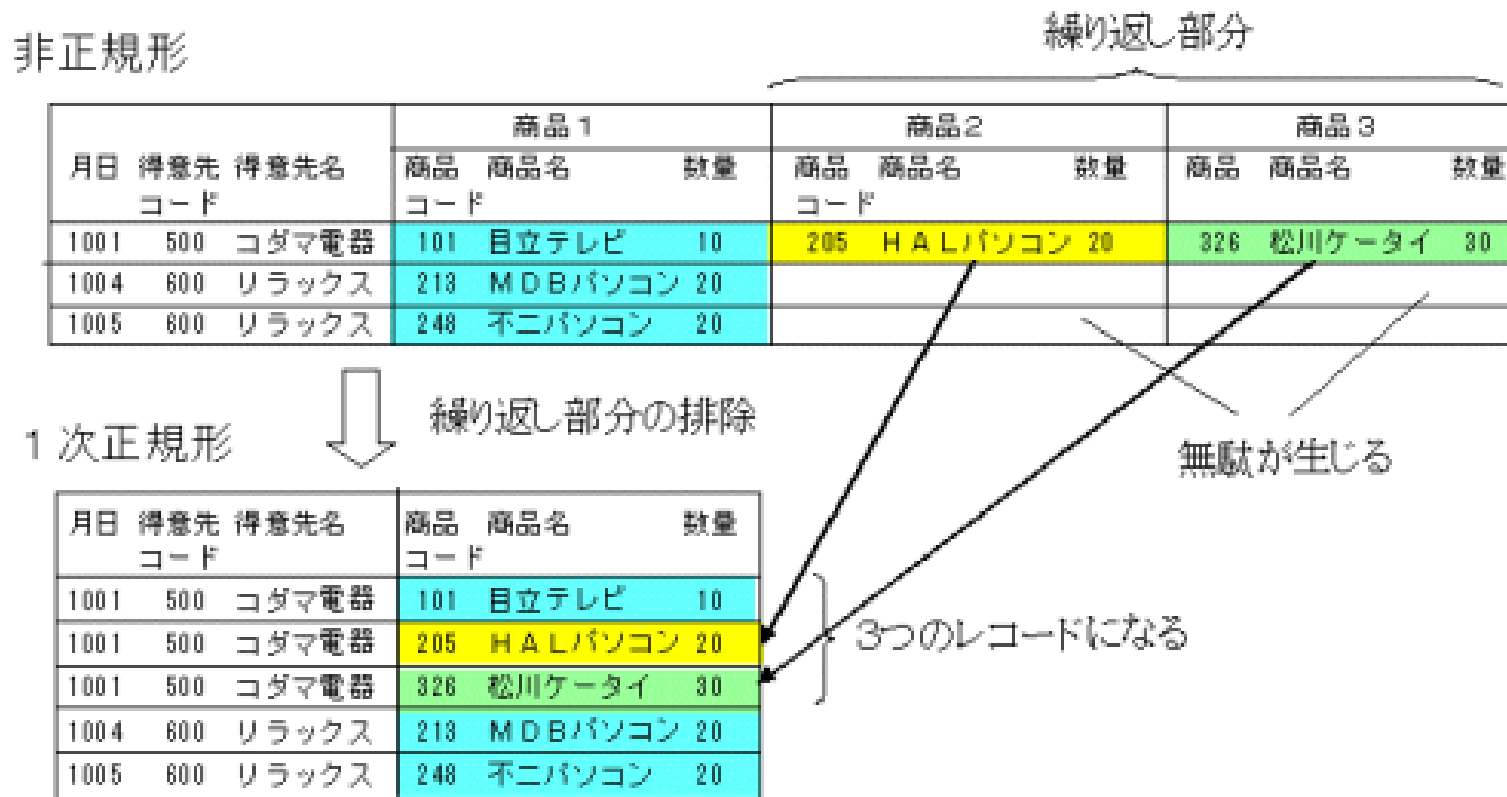 繰り返し部分
非正規形
商品1 商品2 商品3
月日 得意先 得意先名 商品 商品名 数量 商品 商品名 数量 商品 商品名 数量
コード コード コード
1001 500 コダマ電器 101 目立テレビ 10 205 HALパソコン 20 326 松川ケータイ 30
1004 600 リラックス 213 MDBパソコン 20
1005 600 リラックス 248 不二パソコン 20
繰り返し部分の排除
1次正規形
無駄が生じる
月日 得意先 得意先名 商品 商品名 数量
コード コード
1001 500 コダマ電器 101 目立テレビ 10
1001 500 コダマ電器 205 HALパソコン 20
3つのレコードになる
1001 500 コダマ電器 326 松川ケータイ 30
1004 600 リラックス 213 MDBパソコン 20
1005 600 リラックス 248 不二パソコン 20